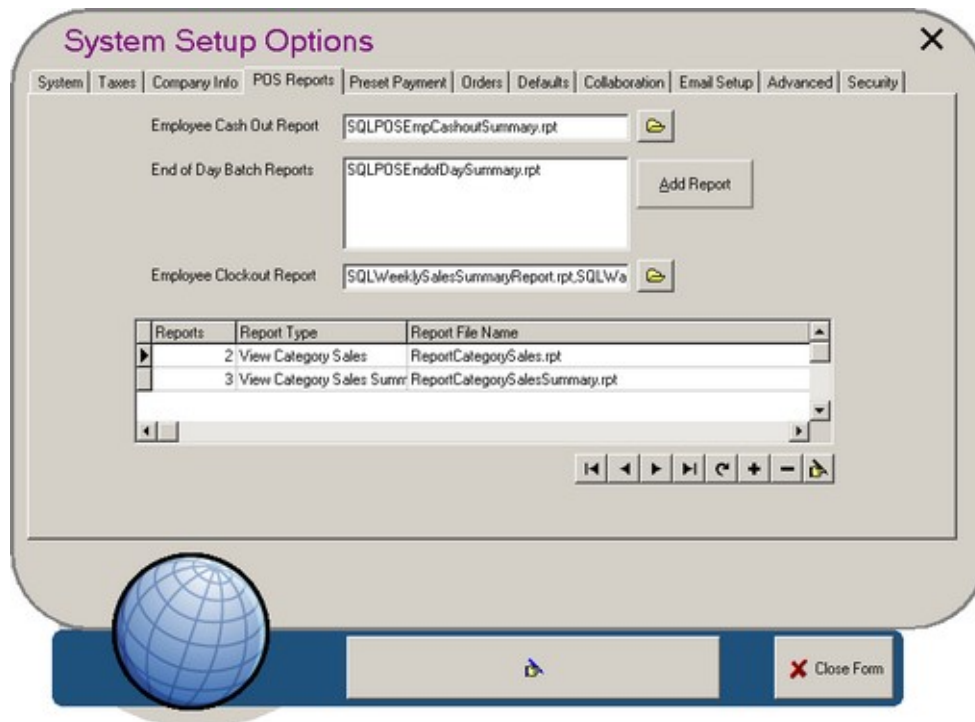 System Setup Options
System Taxes Company Info POS Reports Preset Payment Orders Defaults Collaboration Email Setup Advanced Security
Employee Cash Out Report SQLPOSEmpCashoutSummary.rpt
End of Day Batch Reports SQLPOSEndofDaySummary.rpt
Add Report
Employee Clockout Report SQLWeeklySalesSummaryReport.rpt,SQLWa
Reports Report Type Report File Name
2 View Category Sales ReportCategorySales.rpt
3 View Category Sales Summ ReportCategorySalesSummary.rpt
Close Form